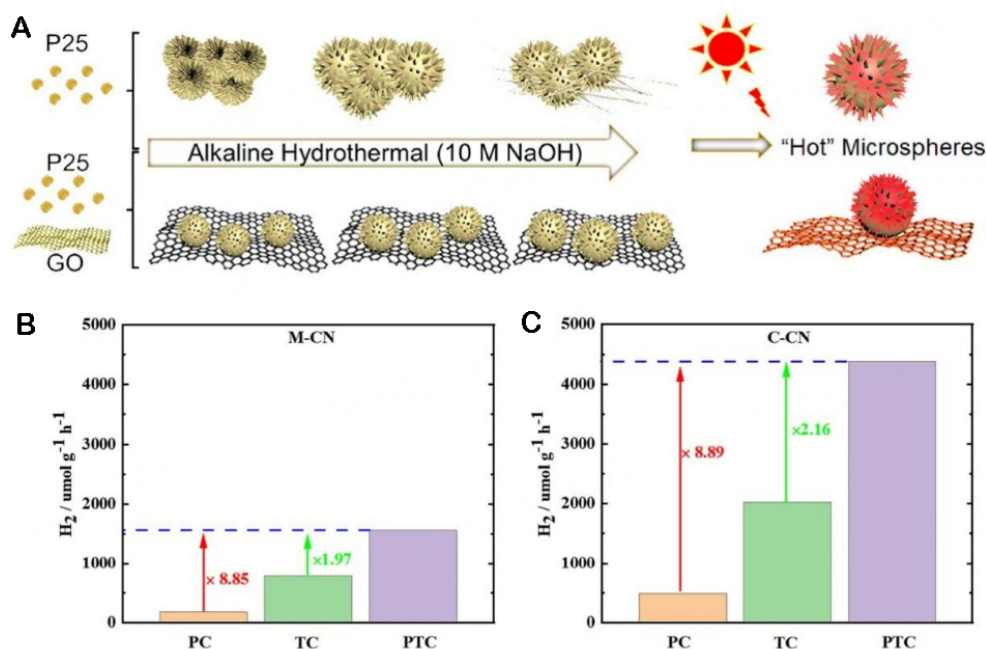 A
P25
P25
GO
Alkaline Hydrothermal (10 M NaOH)
"Hot" Microspheres
B
M-CN
H₂ / umol g⁻¹ h⁻¹
5000
4000
3000
2000
1000
0
× 8.85
×1.97
PC
TC
PTC
C
C-CN
H₂ / umol g⁻¹ h⁻¹
5000
4000
3000
2000
1000
0
× 8.89
×2.16
PC
TC
PTC